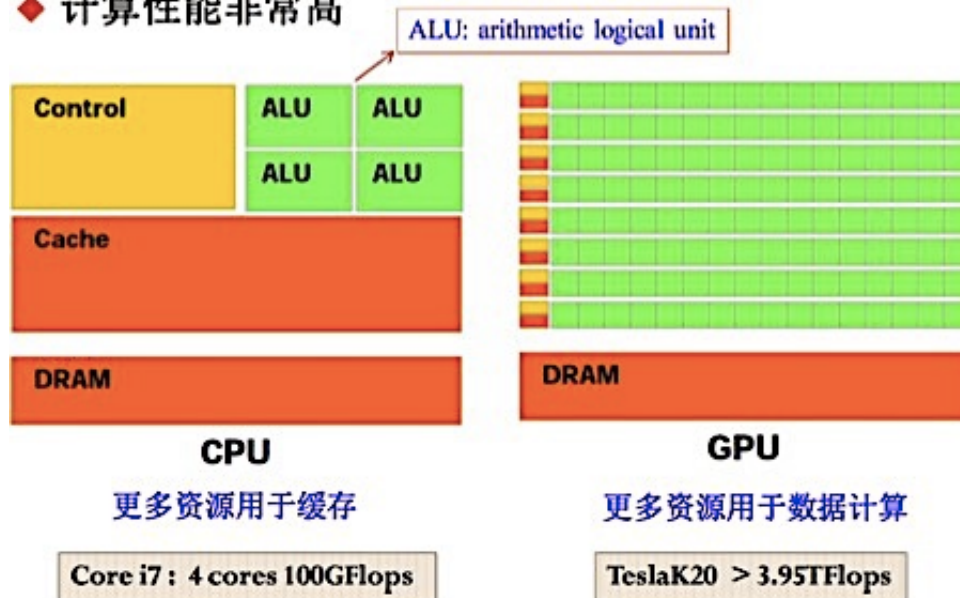 计算性能非常高
ALU: arithmetic logical unit
Control
ALU
ALU
ALU
ALU
Cache
DRAM
DRAM
CPU
GPU
更多资源用于缓存
更多资源用于数据计算
Core i7 : 4 cores 100GFlops
TeslaK20 > 3.95TFlops